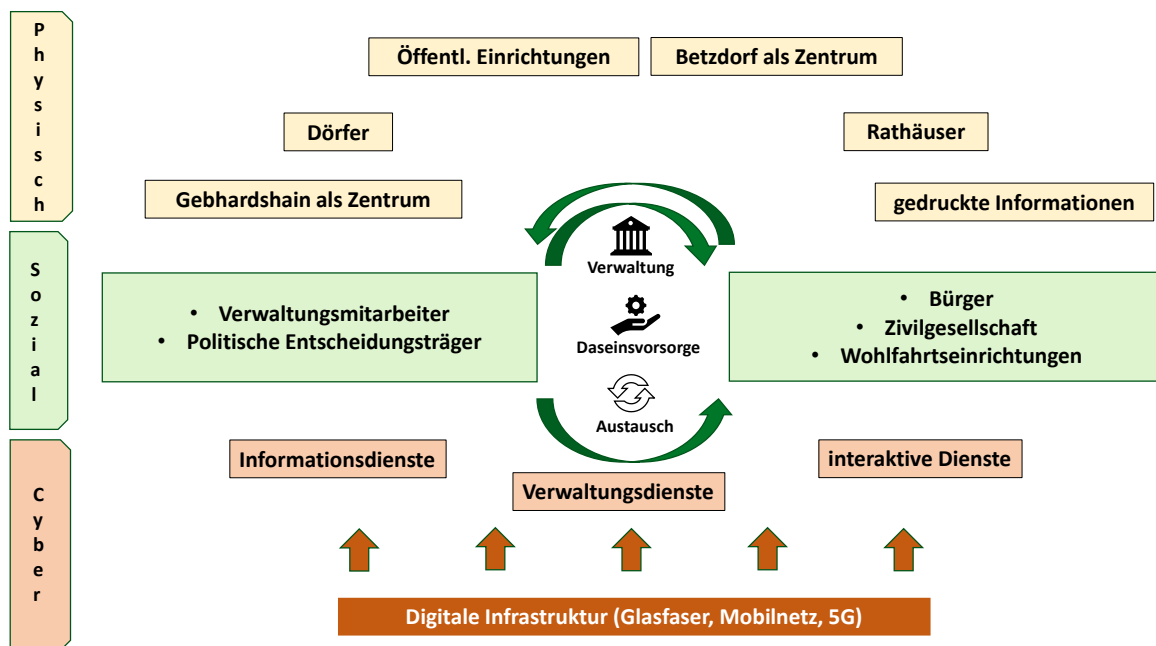 Physisch
Öffentl. Einrichtungen
Betzdorf als Zentrum
Dörfer
Rathäuser
Gebhardshain als Zentrum
gedruckte Informationen
Sozial
Verwaltung
• Verwaltungsmitarbeiter
• Politische Entscheidungsträger
Daseinsvorsorge
• Bürger
• Zivilgesellschaft
• Wohlfahrtseinrichtungen
Austausch
Cyber
Informationsdienste
Verwaltungsdienste
interaktive Dienste
Digitale Infrastruktur (Glasfaser, Mobilnetz, 5G)